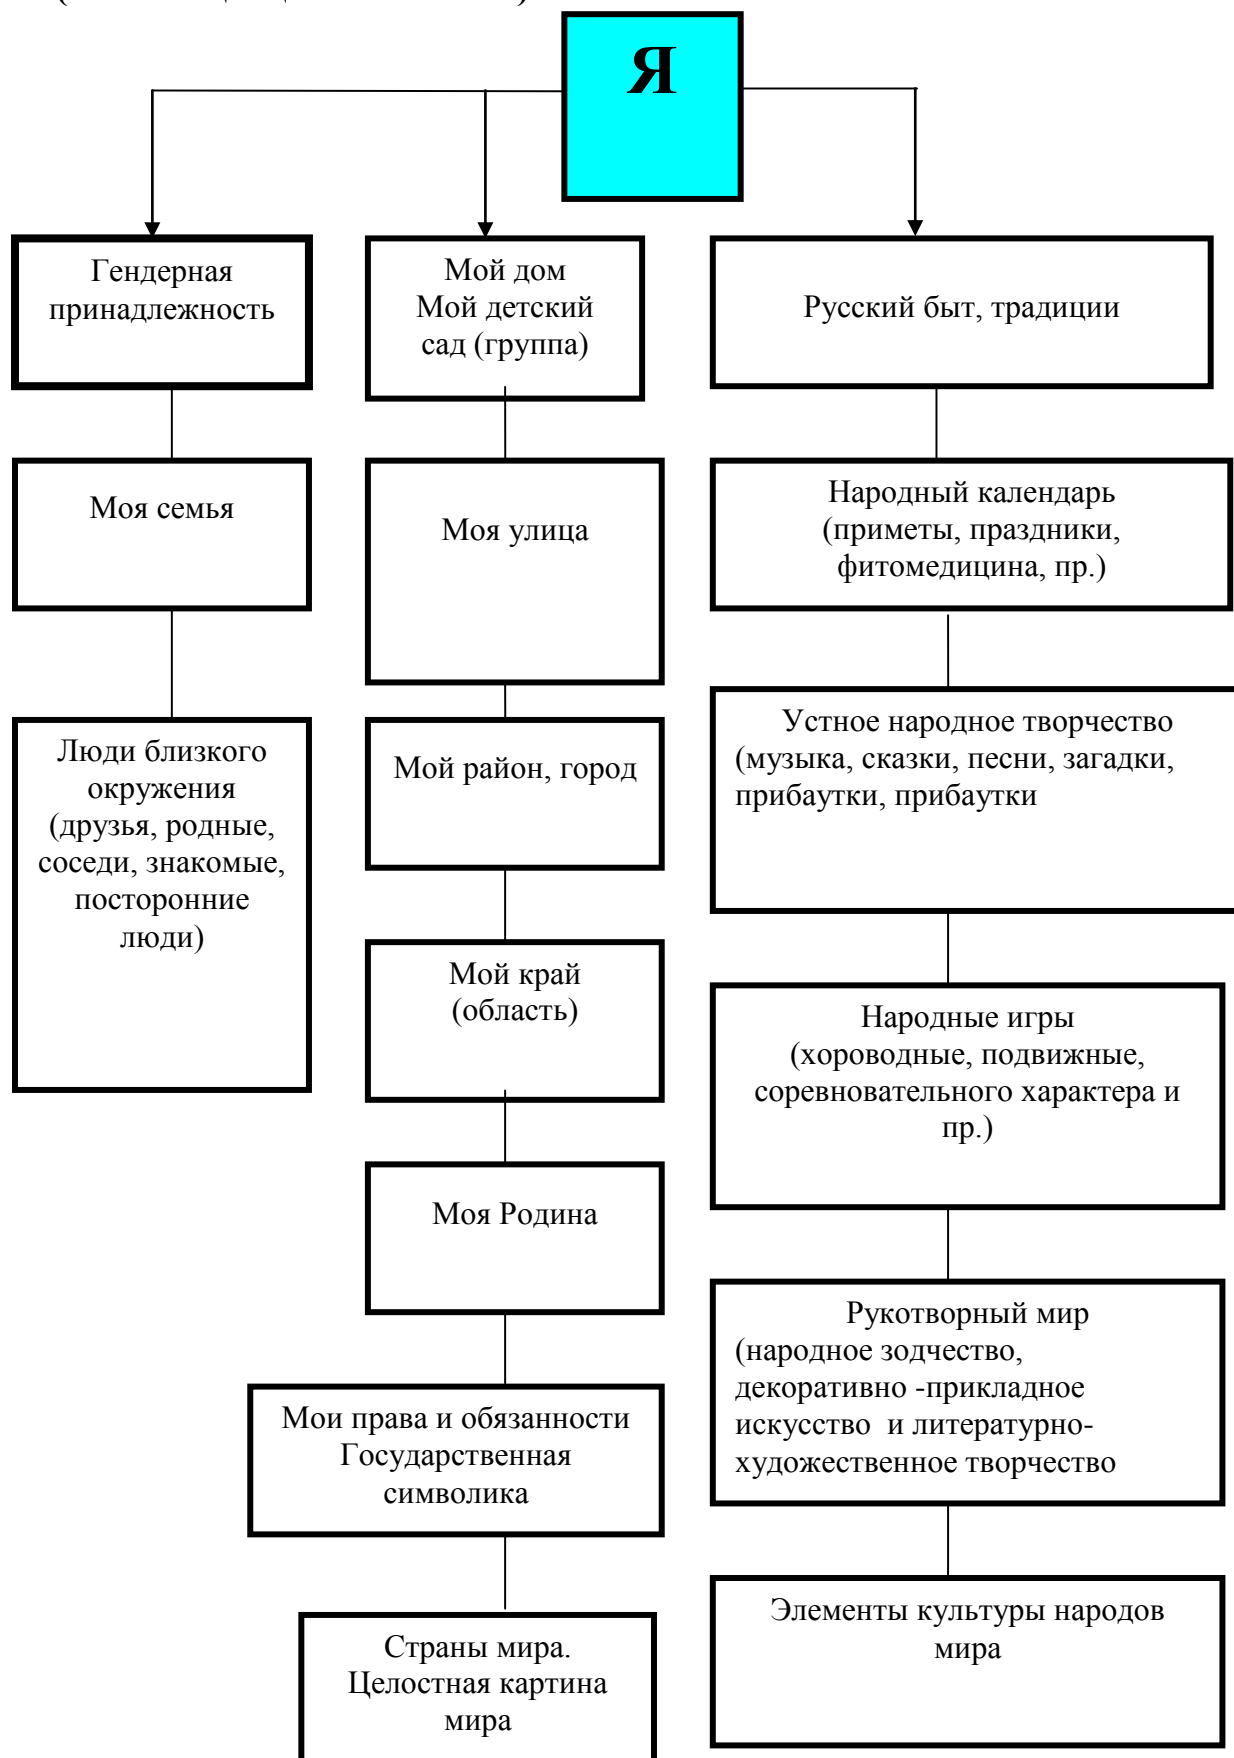 Я
Гендерная
принадлежность
Мой дом
Мой детский
сад (группа)
Русский быт, традиции
Моя семья
Моя улица
Народный календарь
(приметы, праздники,
фитомедицина, пр.)
Люди близкого
окружения
(друзья, родные,
соседи, знакомые,
посторонние
люди)
Мой район, город
Устное народное творчество
(музыка, сказки, песни, загадки,
прибаутки, прибаутки
Мой край
(область)
Народные игры
(хороводные, подвижные,
соревновательного характера и
пр.)
Моя Родина
Рукотворный мир
(народное зодчество,
декоративно -прикладное
искусство и литературно-
художественное творчество
Мои права и обязанности
Государственная
символика
Элементы культуры народов
мира
Страны мира.
Целостная картина
мира